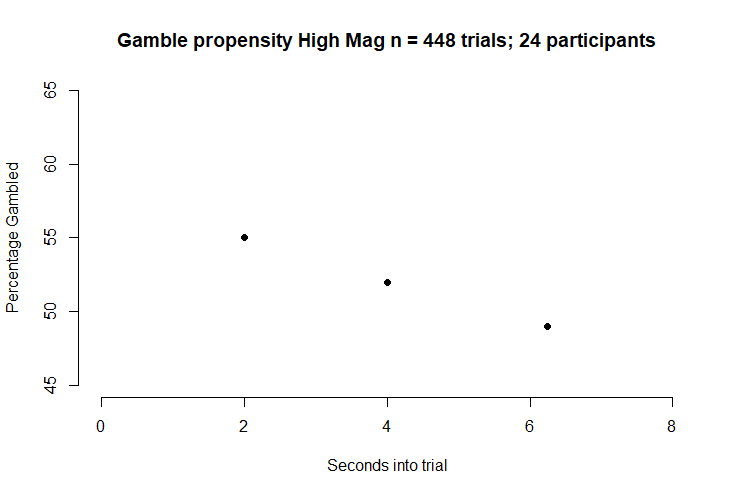 Gamble propensity High Mag n = 448 trials; 24 participants
65
60
55
50
45
Percentage Gambled
0 2 4 6 8
Seconds into trial